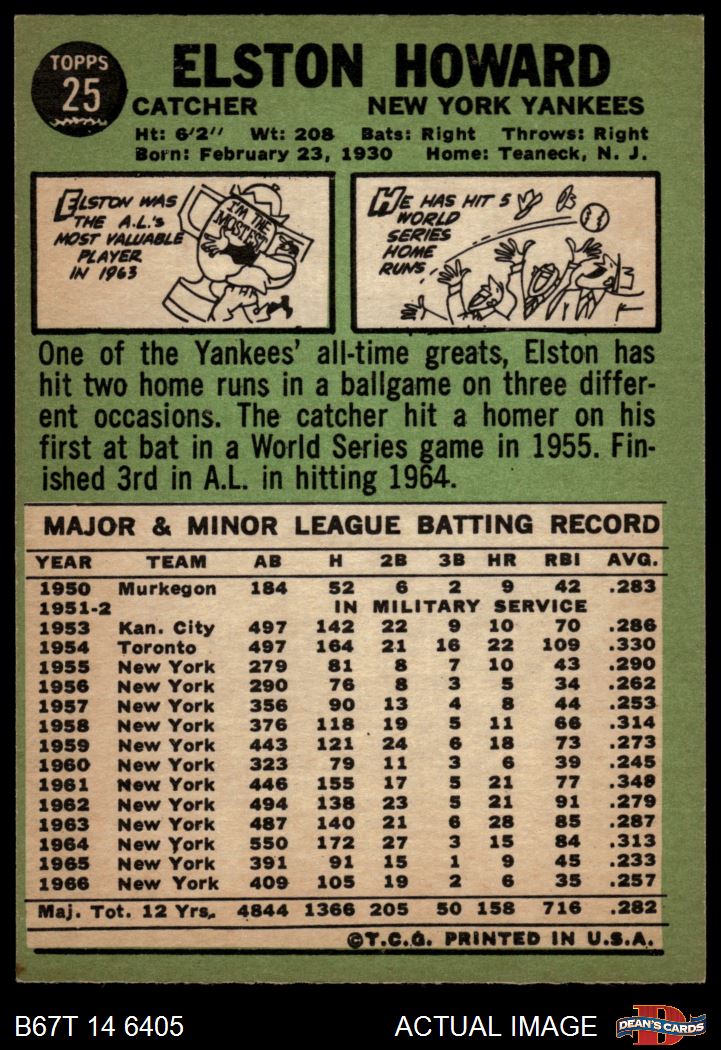 TOPPS
25
ELSTON HOWARD
CATCHER NEW YORK YANKEES
Ht: 6'2" Wt: 208 Bats: Right Throws: Right
Born: February 23, 1930 Home: Teaneck, N. J.
ELSTON WAS
THE A.L.'s
MOST VALUABLE
PLAYER
IN 1963
I'M THE
MOSTEST
HE HAS HIT 5
WORLD
SERIES
HOME
RUNS
One of the Yankees' all-time greats, Elston has
hit two home runs in a ballgame on three differ-
ent occasions. The catcher hit a homer on his
first at bat in a World Series game in 1955. Fin-
ished 3rd in A.L. in hitting 1964.
MAJOR & MINOR LEAGUE BATTING RECORD
YEAR TEAM AB H 2B 3B HR RBI AVG.
1950 Murkegon 184 52 6 2 9 42 .283
1951-2 IN MILITARY SERVICE
1953 Kan. City 497 142 22 9 10 70 .286
1954 Toronto 497 164 21 16 22 109 .330
1955 New York 279 81 8 7 10 43 .290
1956 New York 290 76 8 3 5 34 .262
1957 New York 356 90 13 4 8 44 .253
1958 New York 376 118 19 5 11 66 .314
1959 New York 443 121 24 6 18 73 .273
1960 New York 323 79 11 3 6 39 .245
1961 New York 446 155 17 5 21 77 .348
1962 New York 494 138 23 5 21 91 .279
1963 New York 487 140 21 6 28 85 .287
1964 New York 550 172 27 3 15 84 .313
1965 New York 391 91 15 1 9 45 .233
1966 New York 409 105 19 2 6 35 .257
Maj. Tot. 12 Yrs. 4844 1366 205 50 158 716 .282
©T.C.G. PRINTED IN U.S.A.
B67T 14 6405 ACTUAL IMAGE DEAN'S CARDS